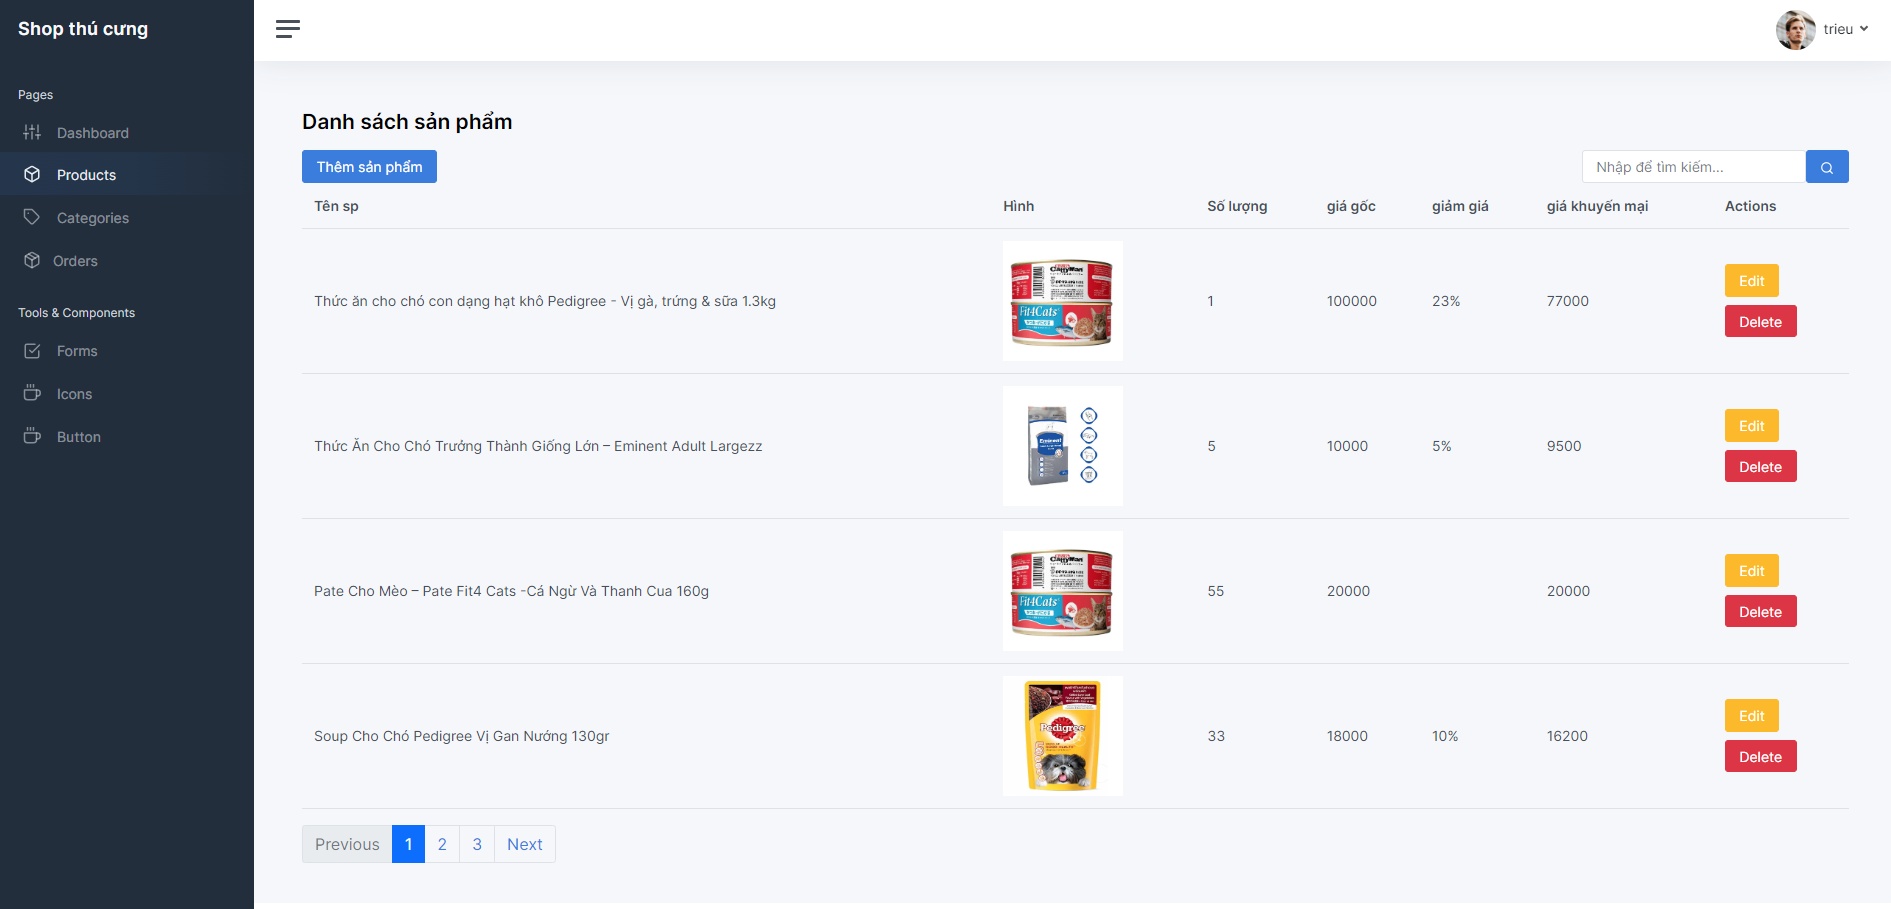 Shop thú cưng
trieu
Pages
Dashboard
Products
Categories
Orders
Tools & Components
Forms
Icons
Button
Danh sách sản phẩm
Thêm sản phẩm
Nhập để tìm kiếm...
Tên sp Hình Số lượng giá gốc giảm giá giá khuyến mại Actions
Thức ăn cho chó con dạng hạt khô Pedigree - Vị gà, trứng & sữa 1.3kg 1 100000 23% 77000
CattyMan
Fit4Cats
Edit
Delete
Thức Ăn Cho Chó Trưởng Thành Giống Lớn – Eminent Adult Largezz 5 10000 5% 9500
Eminent
Edit
Delete
Pate Cho Mèo – Pate Fit4 Cats -Cá Ngừ Và Thanh Cua 160g 55 20000 20000
CattyMan
Fit4Cats
Edit
Delete
Soup Cho Chó Pedigree Vị Gan Nướng 130gr 33 18000 10% 16200
Pedigree
Edit
Delete
Previous 1 2 3 Next